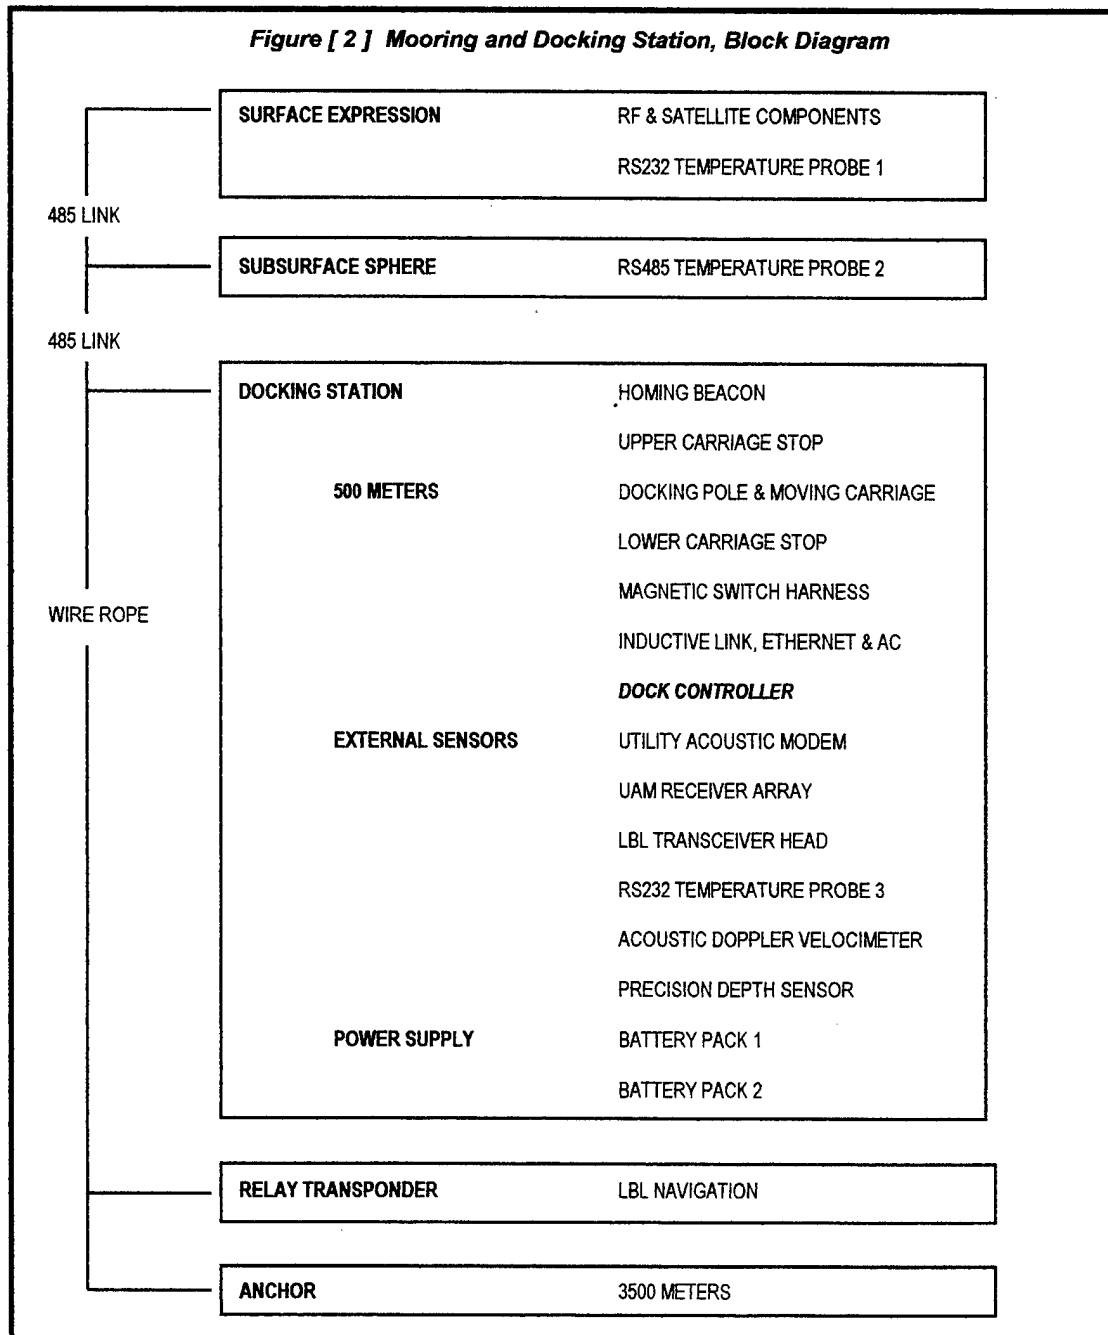 Figure [ 2 ] Mooring and Docking Station, Block Diagram
SURFACE EXPRESSION RF & SATELLITE COMPONENTS
RS232 TEMPERATURE PROBE 1
485 LINK
SUBSURFACE SPHERE RS485 TEMPERATURE PROBE 2
485 LINK
DOCKING STATION HOMING BEACON
UPPER CARRIAGE STOP
500 METERS DOCKING POLE & MOVING CARRIAGE
LOWER CARRIAGE STOP
MAGNETIC SWITCH HARNESS
WIRE ROPE
INDUCTIVE LINK, ETHERNET & AC
DOCK CONTROLLER
EXTERNAL SENSORS UTILITY ACOUSTIC MODEM
UAM RECEIVER ARRAY
LBL TRANSCEIVER HEAD
RS232 TEMPERATURE PROBE 3
ACOUSTIC DOPPLER VELOCIMETER
PRECISION DEPTH SENSOR
POWER SUPPLY BATTERY PACK 1
BATTERY PACK 2
RELAY TRANSPONDER LBL NAVIGATION
ANCHOR 3500 METERS